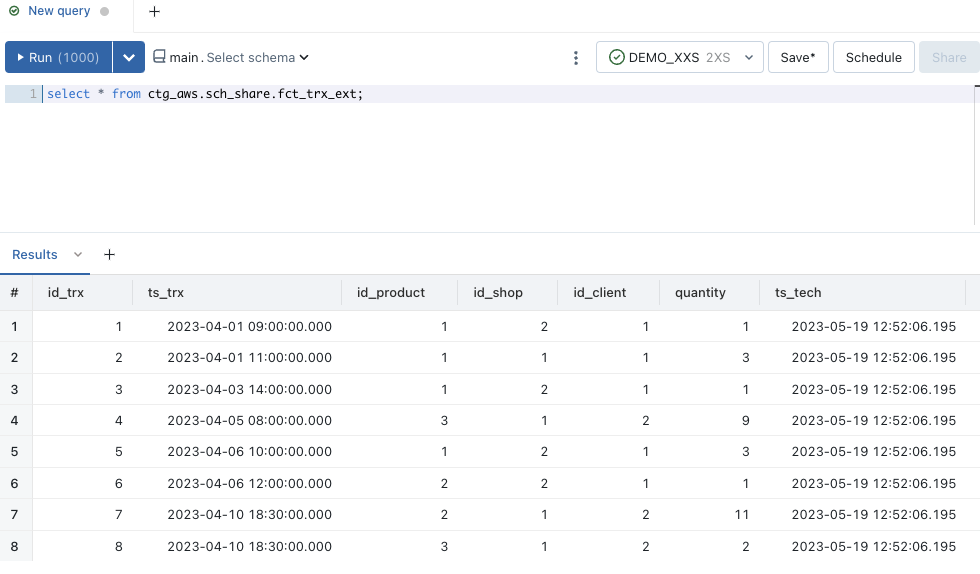 New query
Run (1000) main . Select schema DEMO_XXS 2XS Save* Schedule Share
1 select * from ctg_aws.sch_share.fct_trx_ext;
Results
# id_trx ts_trx id_product id_shop id_client quantity ts_tech
1 1 2023-04-01 09:00:00.000 1 2 1 1 2023-05-19 12:52:06.195
2 2 2023-04-01 11:00:00.000 1 1 1 3 2023-05-19 12:52:06.195
3 3 2023-04-03 14:00:00.000 1 2 1 1 2023-05-19 12:52:06.195
4 4 2023-04-05 08:00:00.000 3 1 2 9 2023-05-19 12:52:06.195
5 5 2023-04-06 10:00:00.000 1 2 1 3 2023-05-19 12:52:06.195
6 6 2023-04-06 12:00:00.000 2 2 1 1 2023-05-19 12:52:06.195
7 7 2023-04-10 18:30:00.000 2 1 2 11 2023-05-19 12:52:06.195
8 8 2023-04-10 18:30:00.000 3 1 2 2 2023-05-19 12:52:06.195